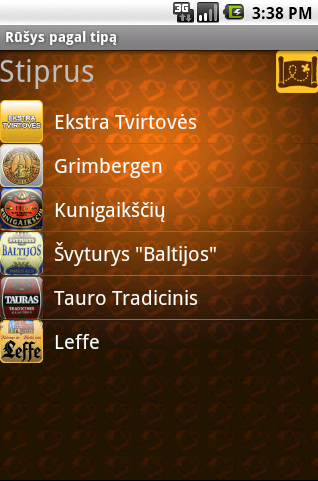 3G
3:38 PM
Rūšys pagal tipą
Stiprus
EKSTRA
TVIRTOVĖS
Ekstra Tvirtovės
Grimbergen
KUNIGAIKŠČIŲ
Kunigaikščių
ŠVYTURYS
BALTIJOS
Švyturys "Baltijos"
TAURAS
TRADICINIS
Tauro Tradicinis
Leffe
Leffe